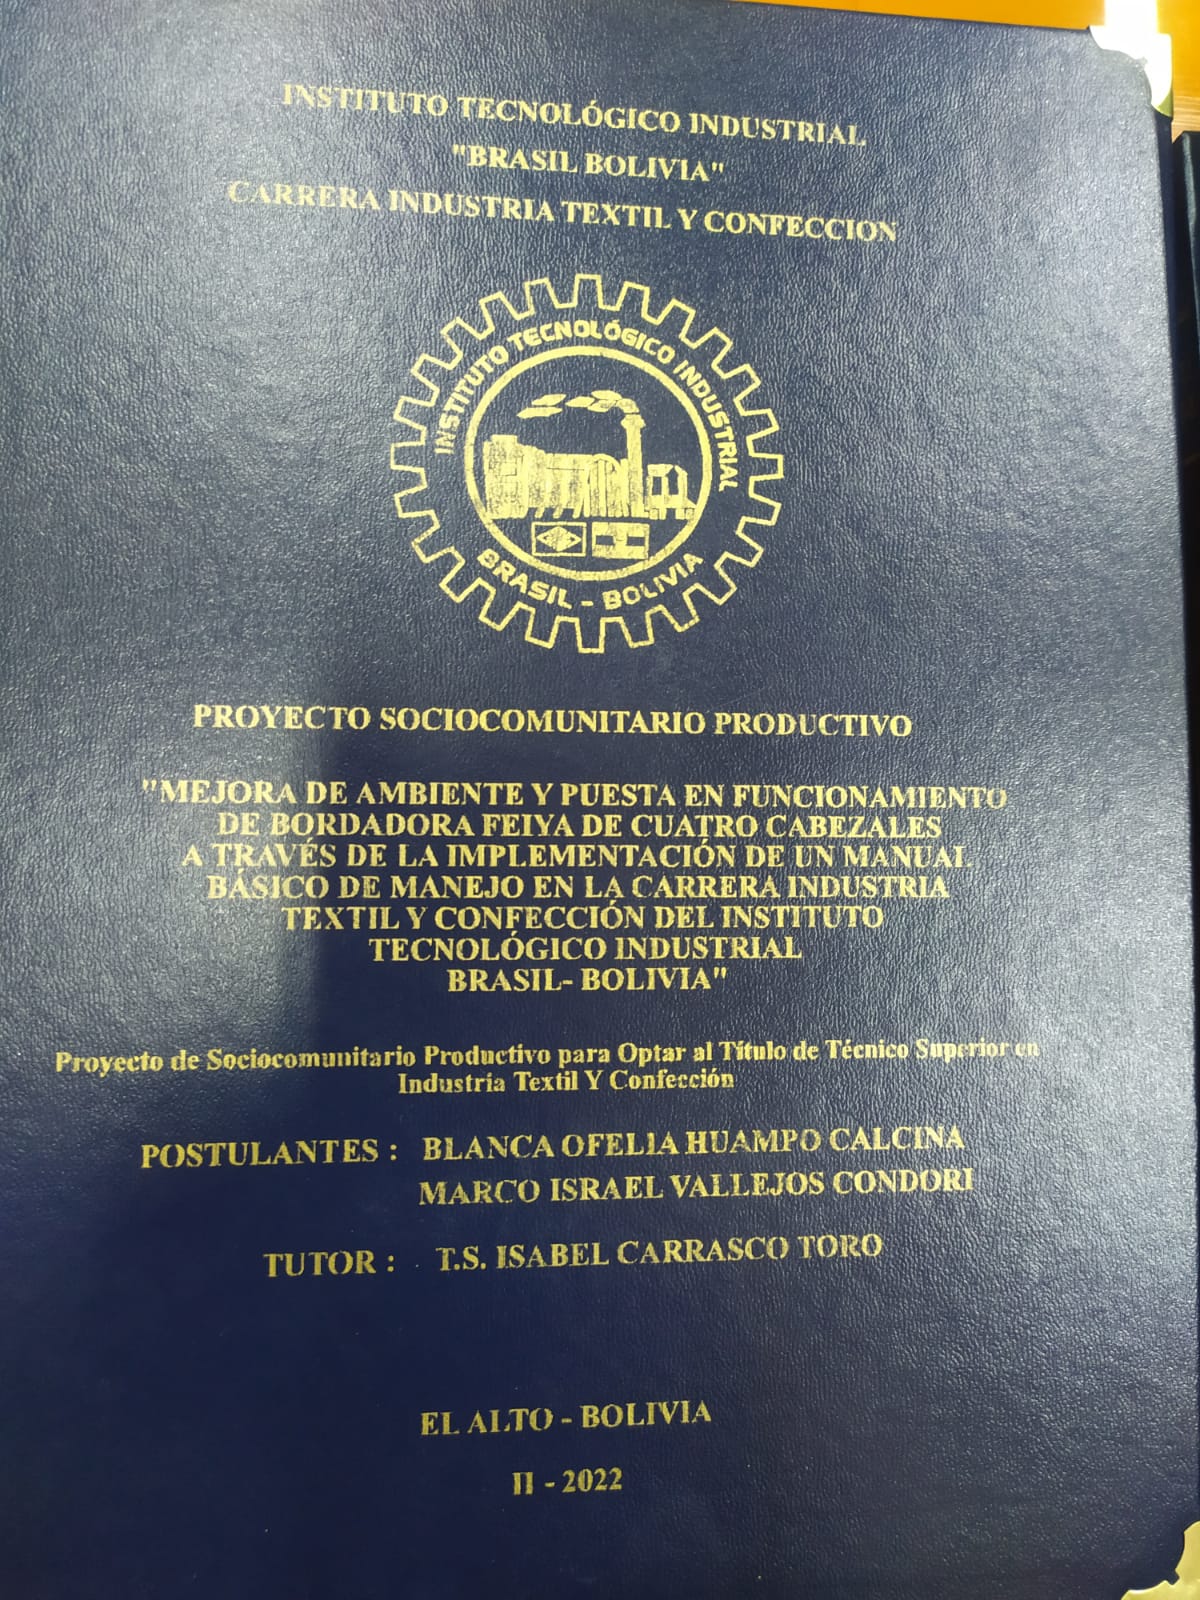 INSTITUTO TECNOLÓGICO INDUSTRIAL
"BRASIL BOLIVIA"
CARRERA INDUSTRIA TEXTIL Y CONFECCION
INSTITUTO TECNOLÓGICO INDUSTRIAL
BRASIL - BOLIVIA
PROYECTO SOCIOCOMUNITARIO PRODUCTIVO
"MEJORA DE AMBIENTE Y PUESTA EN FUNCIONAMIENTO
DE BORDADORA FEIYA DE CUATRO CABEZALES
A TRAVÉS DE LA IMPLEMENTACIÓN DE UN MANUAL
BÁSICO DE MANEJO EN LA CARRERA INDUSTRIA
TEXTIL Y CONFECCIÓN DEL INSTITUTO
TECNOLÓGICO INDUSTRIAL
BRASIL- BOLIVIA"
Proyecto de Sociocomunitario Productivo para Optar al Título de Técnico Superior en
Industria Textil Y Confección
POSTULANTES : BLANCA OFELIA HUAMPO CALCINA
MARCO ISRAEL VALLEJOS CONDORI
TUTOR : T.S. ISABEL CARRASCO TORO
EL ALTO - BOLIVIA
II - 2022